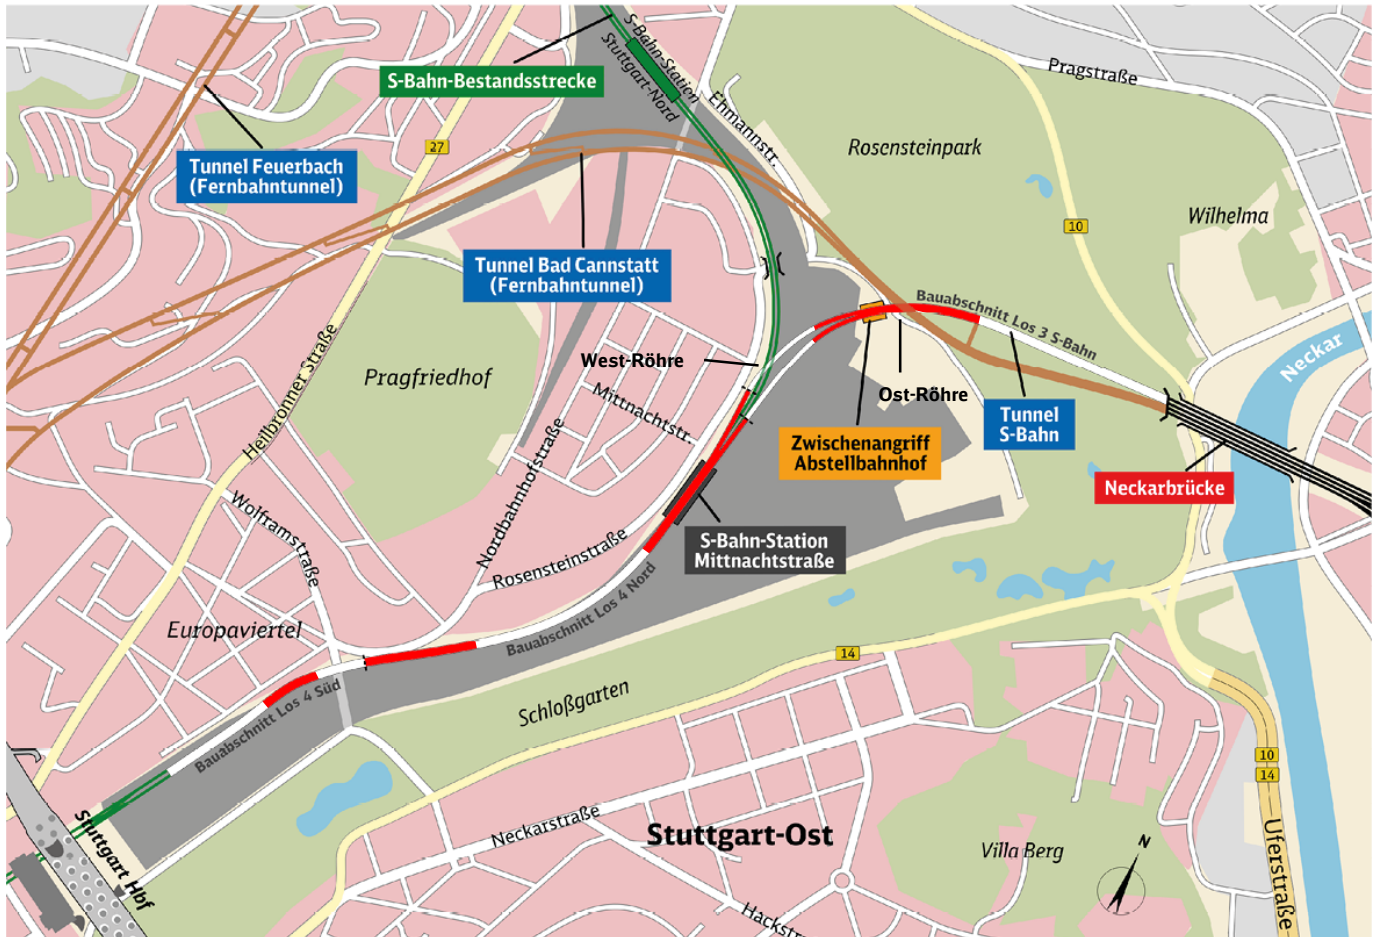 S-Bahn-Station
Stuttgart-Nord
S-Bahn-Bestandsstrecke
Pragstraße
Ehmannstr.
Rosensteinpark
27
Tunnel Feuerbach
(Fernbahntunnel)
Wilhelma
10
Tunnel Bad Cannstatt
(Fernbahntunnel)
Bauabschnitt Los 3 S-Bahn
Neckar
Heilbronner Straße
West-Röhre
Pragfriedhof
Mittnachtstr.
Ost-Röhre
Tunnel
S-Bahn
Zwischenangriff
Abstellbahnhof
Neckarbrücke
Wolframstraße
Nordbahnhofstraße
S-Bahn-Station
Mittnachtstraße
Rosensteinstraße
Bauabschnitt Los 4 Nord
Europaviertel
14
Bauabschnitt Los 4 Süd
Schloßgarten
10
14
Stuttgart Hbf
Neckarstraße
Stuttgart-Ost
Villa Berg
N
Uferstraße
Hackstr